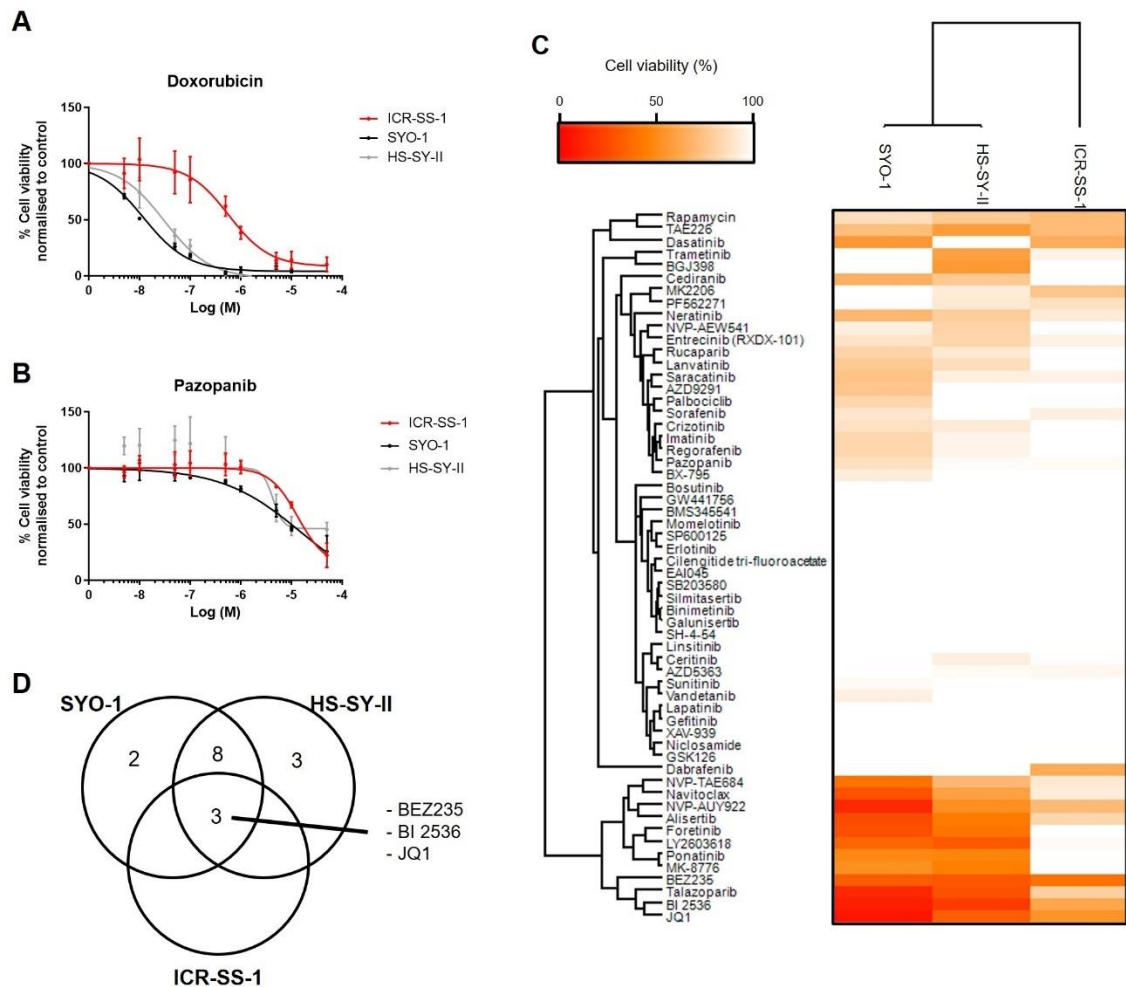 A
Doxorubicin
150
100
50
0
% Cell viability
normalised to control
0 -8 -7 -6 -5 -4
Log (M)
ICR-SS-1
SYO-1
HS-SY-II
B
Pazopanib
150
100
50
0
% Cell viability
normalised to control
0 -8 -7 -6 -5 -4
Log (M)
ICR-SS-1
SYO-1
HS-SY-II
C
Cell viability (%)
0 50 100
SYO-1
HS-SY-II
ICR-SS-1
Rapamycin
TAE226
Dasatinib
Trametinib
BGJ398
Cediranib
MK2206
PF562271
Neratinib
NVP-AEW541
Entrecinib (RXDX-101)
Rucaparib
Lanvatinib
Saracatinib
AZD9291
Palbociclib
Sorafenib
Crizotinib
Imatinib
Regorafenib
Pazopanib
BX-795
Bosutinib
GW441756
BMS345541
Momelotinib
SP600125
Erlotinib
Cilengitide tri-fluoroacetate
EAI045
SB203580
Silmitasertib
Binimetinib
Galunisertib
SH-4-54
Linsitinib
Ceritinib
AZD5363
Sunitinib
Vandetanib
Lapatinib
Gefitinib
XAV-939
Niclosamide
GSK126
Dabrafenib
NVP-TAE684
Navitoclax
NVP-AUY922
Alisertib
Foretinib
LY2603618
Ponatinib
MK-8776
BEZ235
Talazoparib
BI 2536
JQ1
D
SYO-1
HS-SY-II
2
8
3
3
- BEZ235
- BI 2536
- JQ1
ICR-SS-1